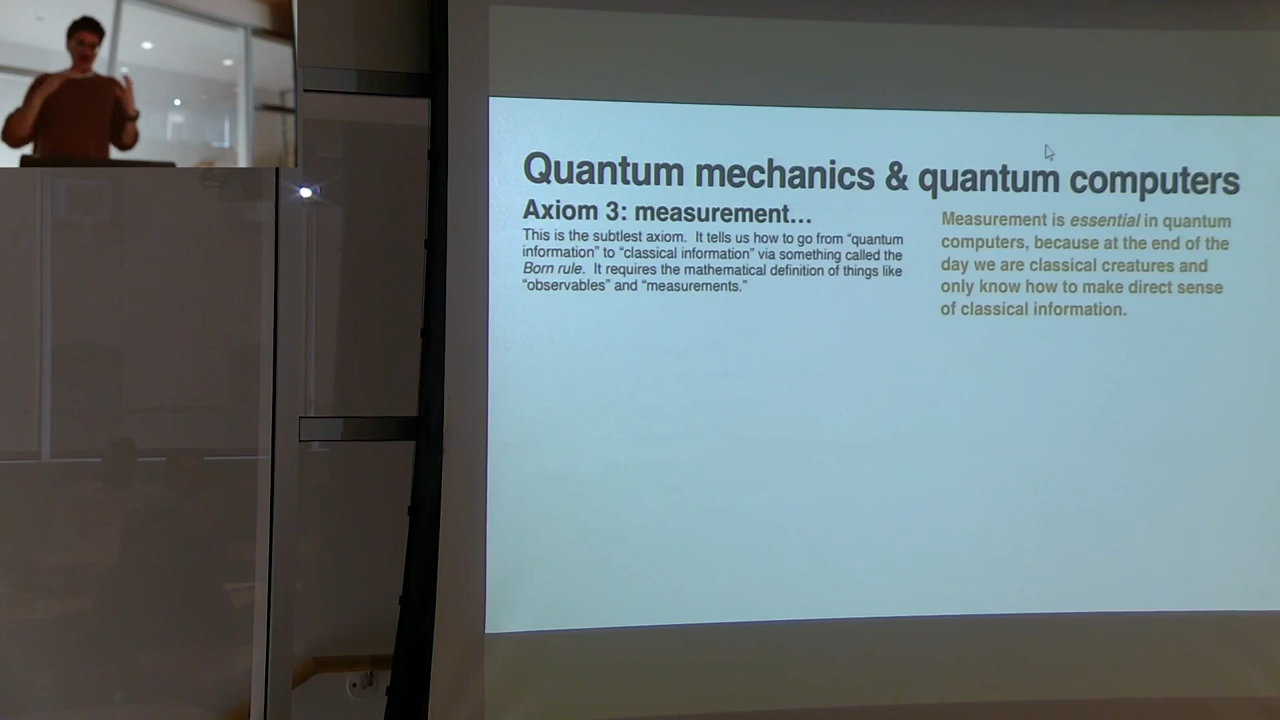 Quantum mechanics & quantum computers
Axiom 3: measurement…
This is the subtlest axiom. It tells us how to go from “quantum
information” to “classical information” via something called the
Born rule. It requires the mathematical definition of things like
“observables” and “measurements.”
Measurement is essential in quantum
computers, because at the end of the
day we are classical creatures and
only know how to make direct sense
of classical information.